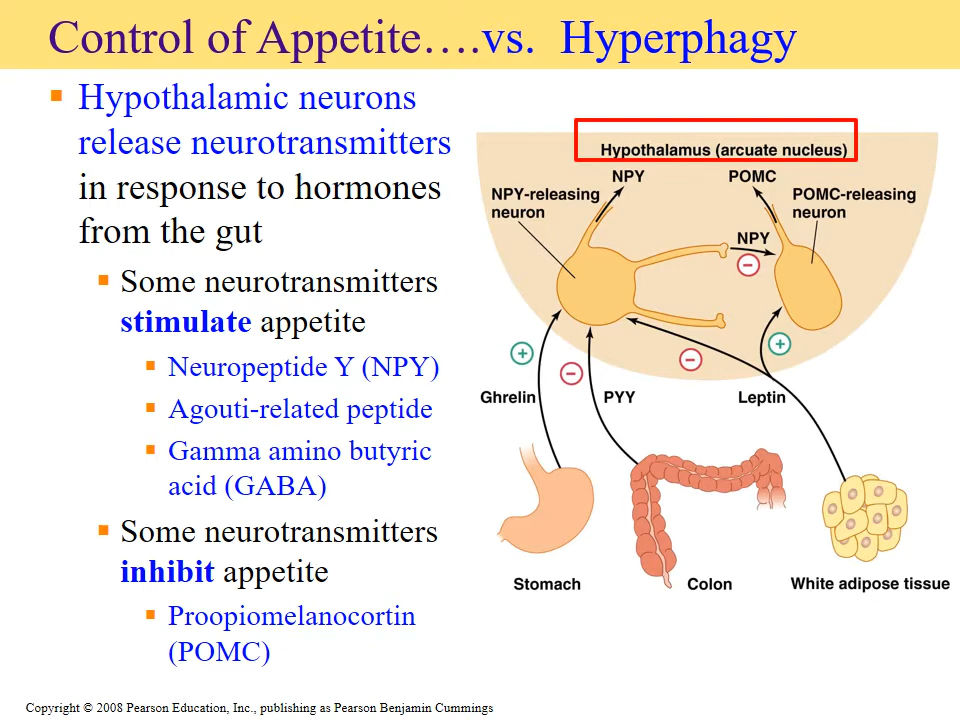 Control of Appetite….vs. Hyperphagy
Hypothalamic neurons
release neurotransmitters
in response to hormones
from the gut
Some neurotransmitters
stimulate appetite
Neuropeptide Y (NPY)
Agouti-related peptide
Gamma amino butyric
acid (GABA)
Some neurotransmitters
inhibit appetite
Proopiomelanocortin
(POMC)
Hypothalamus (arcuate nucleus)
NPY
POMC
NPY-releasing
neuron
POMC-releasing
neuron
NPY
−
+
−
−
+
Ghrelin
PYY
Leptin
Stomach
Colon
White adipose tissue
Copyright © 2008 Pearson Education, Inc., publishing as Pearson Benjamin Cummings